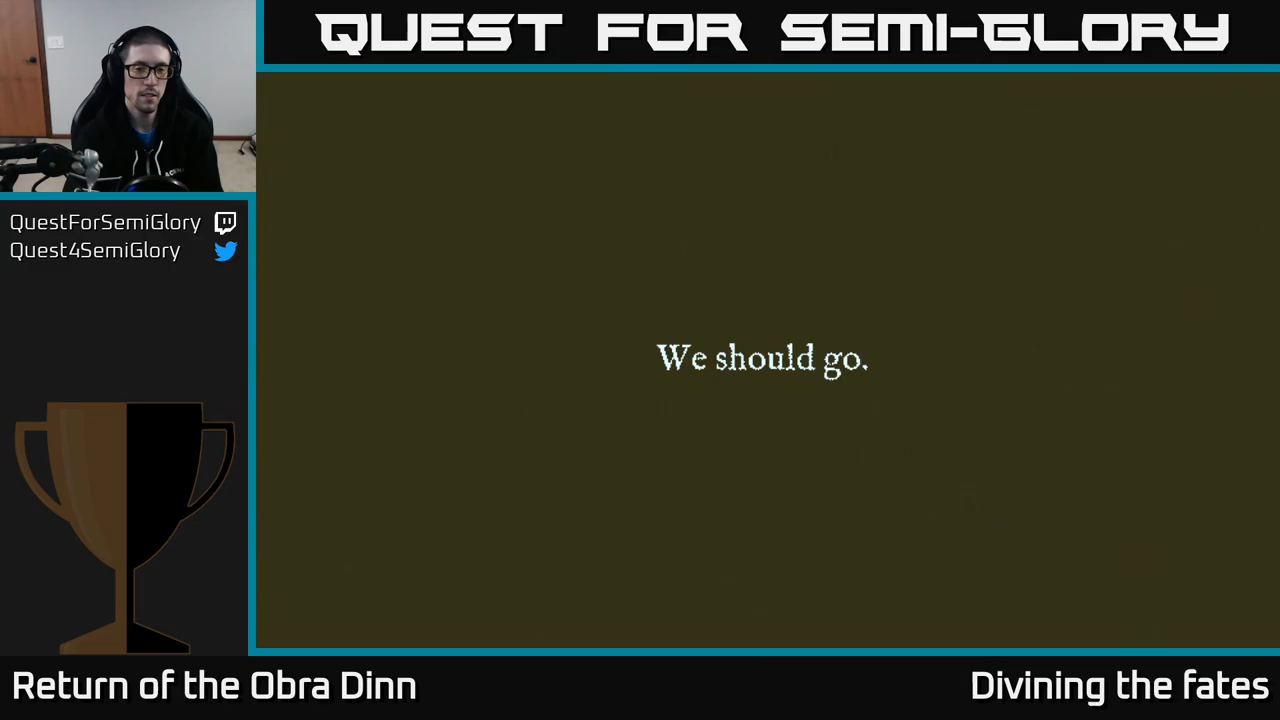 QUEST FOR SEMI-GLORY
QuestForSemiGlory
Quest4SemiGlory
We should go.
Return of the Obra Dinn
Divining the fates